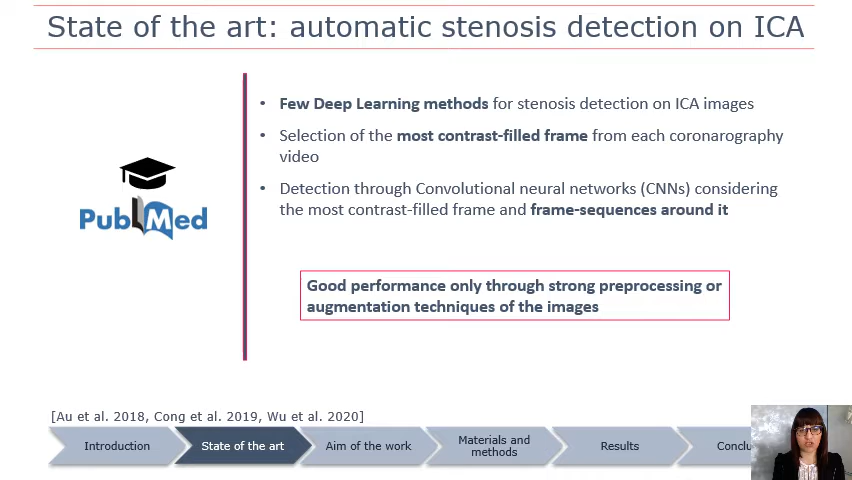 State of the art: automatic stenosis detection on ICA
• Few Deep Learning methods for stenosis detection on ICA images
• Selection of the most contrast-filled frame from each coronarography
video
• Detection through Convolutional neural networks (CNNs) considering
the most contrast-filled frame and frame-sequences around it
PubMed
Good performance only through strong preprocessing or
augmentation techniques of the images
[Au et al. 2018, Cong et al. 2019, Wu et al. 2020]
Introduction
State of the art
Aim of the work
Materials and
methods
Results
Conclu